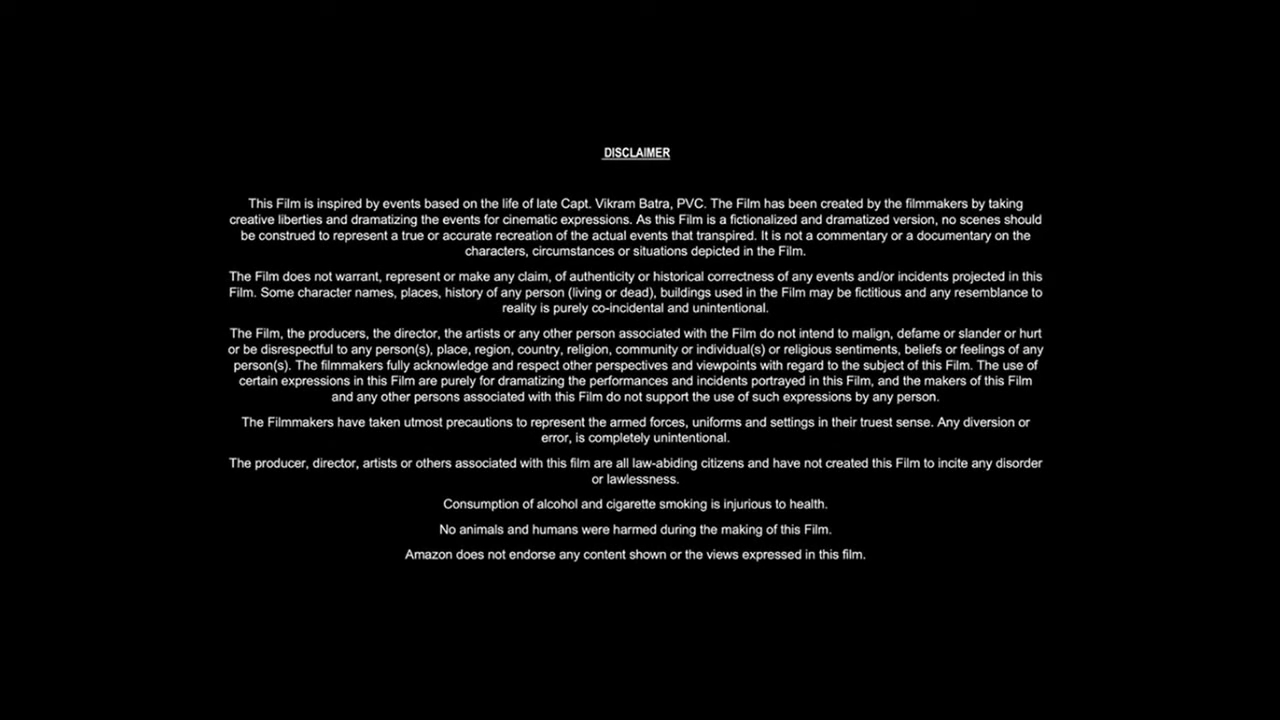 DISCLAIMER
This Film is inspired by events based on the life of late Capt. Vikram Batra, PVC. The Film has been created by the filmmakers by taking
creative liberties and dramatizing the events for cinematic expressions. As this Film is a fictionalized and dramatized version, no scenes should
be construed to represent a true or accurate recreation of the actual events that transpired. It is not a commentary or a documentary on the
characters, circumstances or situations depicted in the Film.
The Film does not warrant, represent or make any claim, of authenticity or historical correctness of any events and/or incidents projected in this
Film. Some character names, places, history of any person (living or dead), buildings used in the Film may be fictitious and any resemblance to
reality is purely co-incidental and unintentional.
The Film, the producers, the director, the artists or any other person associated with the Film do not intend to malign, defame or slander or hurt
or be disrespectful to any person(s), place, region, country, religion, community or individual(s) or religious sentiments, beliefs or feelings of any
person(s). The filmmakers fully acknowledge and respect other perspectives and viewpoints with regard to the subject of this Film. The use of
certain expressions in this Film are purely for dramatizing the performances and incidents portrayed in this Film, and the makers of this Film
and any other persons associated with this Film do not support the use of such expressions by any person.
The Filmmakers have taken utmost precautions to represent the armed forces, uniforms and settings in their truest sense. Any diversion or
error, is completely unintentional.
The producer, director, artists or others associated with this film are all law-abiding citizens and have not created this Film to incite any disorder
or lawlessness.
Consumption of alcohol and cigarette smoking is injurious to health.
No animals and humans were harmed during the making of this Film.
Amazon does not endorse any content shown or the views expressed in this film.